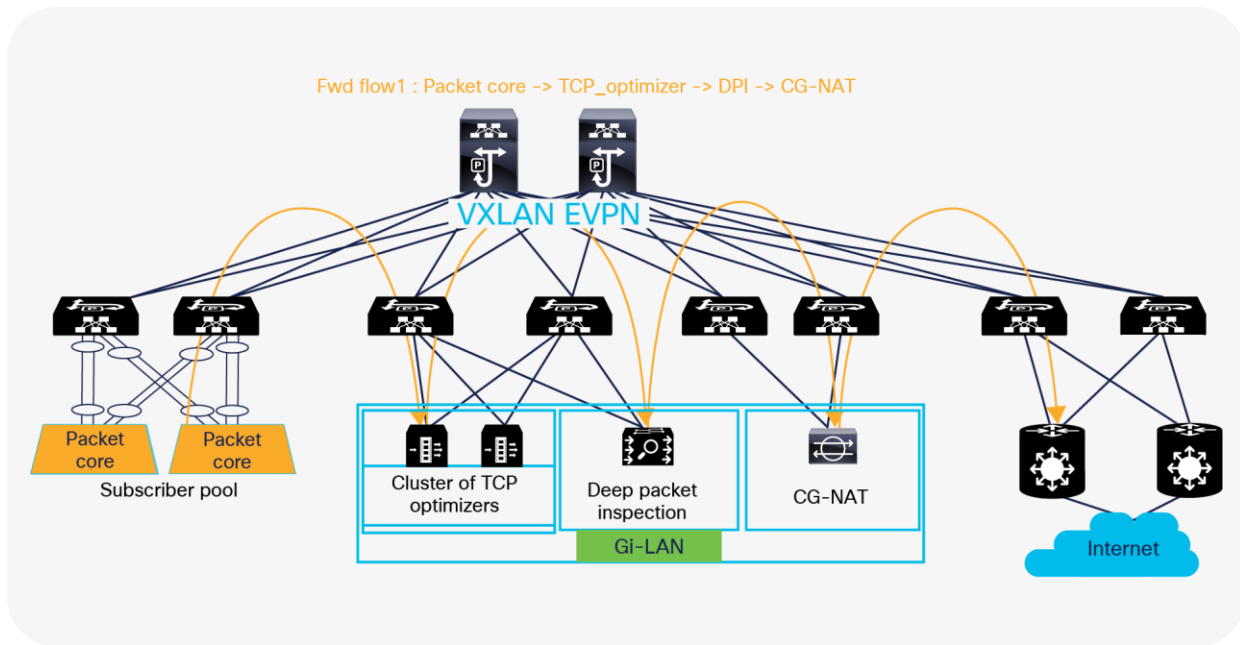 Fwd flow1 : Packet core -> TCP_optimizer -> DPI -> CG-NAT
P
P
VXLAN EVPN
Packet
core
Packet
core
Subscriber pool
Cluster of TCP
optimizers
Deep packet
inspection
CG-NAT
Gi-LAN
Internet